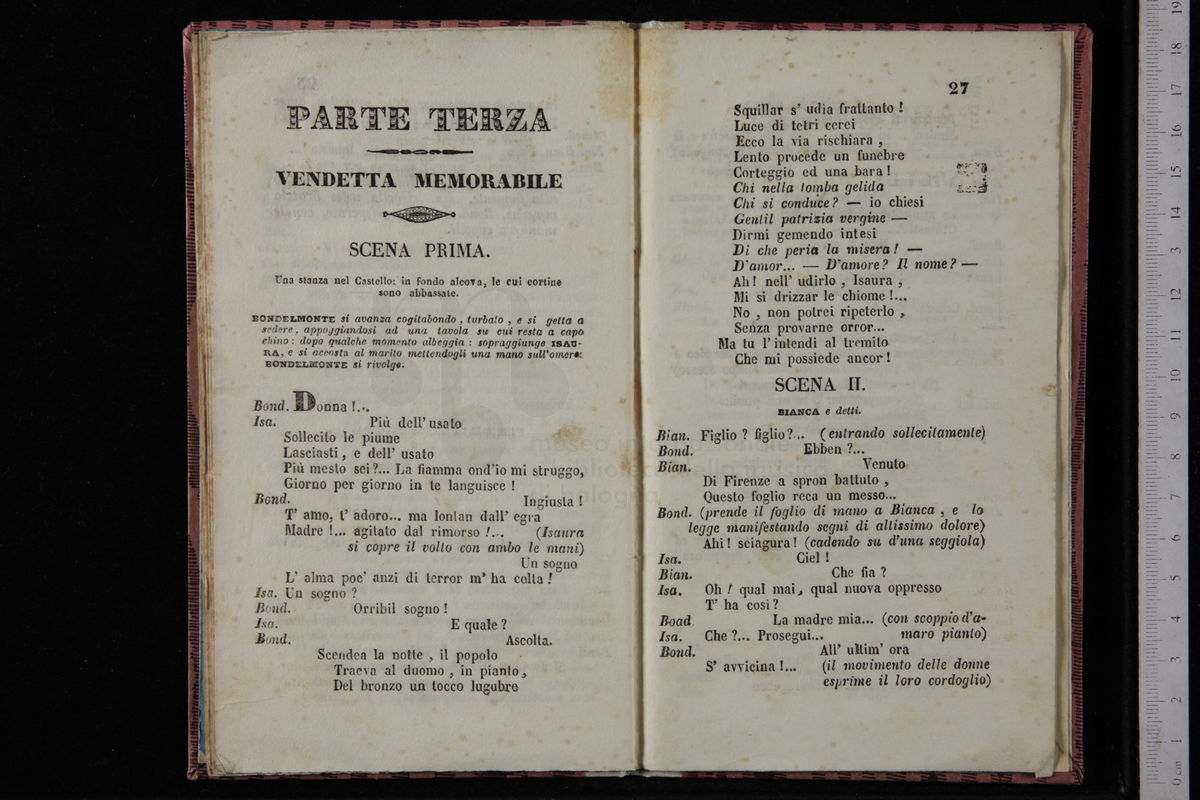 PARTE TERZA
VENDETTA MEMORABILE
SCENA PRIMA.
Una stanza nel Castello: in fondo alcova, le cui cortine
sono abbassate.
BONDELMONTE si avanza cogitabondo, turbato, e si getta a
sedere, appoggiandosi ad una tavola su cui resta a capo
chino: dopo qualche momento albeggia: sopraggiunge ISAU-
RA, e si accosta al marito mettendogli una mano sull'omero:
BONDELMONTE si rivolge.
Bond. Donna!...
Isa. Più dell' usato
Sollecito le piume
Lasciasti, e dell' usato
Più mesto sei?... La fiamma ond'io mi struggo,
Giorno per giorno in te languisce!
Bond. Ingiusta!
T' amo, t' adoro... ma lontan dall' egra
Madre!... agitato dal rimorso!... (Isaura
si copre il volto con ambo le mani)
Un sogno
L' alma poc' anzi di terror m' ha colta!
Isa. Un sogno?
Bond. Orribil sogno!
Isa. E quale?
Bond. Ascolta.
Scendea la notte, il popolo
Traeva al duomo, in pianto,
Del bronzo un tocco lugubre
27
Squillar s' udia frattanto!
Luce di tetri cerei
Ecco la via rischiara,
Lento procede un funebre
Corteggio ed una bara!
Chi nella tomba gelida
Chi si conduce? — io chiesi
Gentil patrizia vergine —
Dirmi gemendo intesi
Di che peria la misera! —
D'amor... — D'amore? Il nome? —
Ah! nell' udirlo, Isaura,
Mi si drizzar le chiome!...
No, non potrei ripeterlo,
Senza provarne orror...
Ma tu l' intendi al tremito
Che mi possiede ancor!
SCENA II.
BIANCA e detti.
Bian. Figlio? figlio?... (entrando sollecitamente)
Bond. Ebben?...
Bian. Venuto
Di Firenze a spron battuto,
Questo foglio reca un messo...
Bond. (prende il foglio di mano a Bianca, e lo
legge manifestando segni di altissimo dolore)
Ahi! sciagura! (cadendo su d'una seggiola)
Isa. Ciel!
Bian. Che fia?
Isa. Oh! qual mai, qual nuova oppresso
T' ha così?
Boad La madre mia... (con scoppio d'a-
Isa. Che?... Prosegui... maro pianto)
Bond. All' ultim' ora
S' avvicina!... (il movimento delle donne
esprime il loro cordoglio)